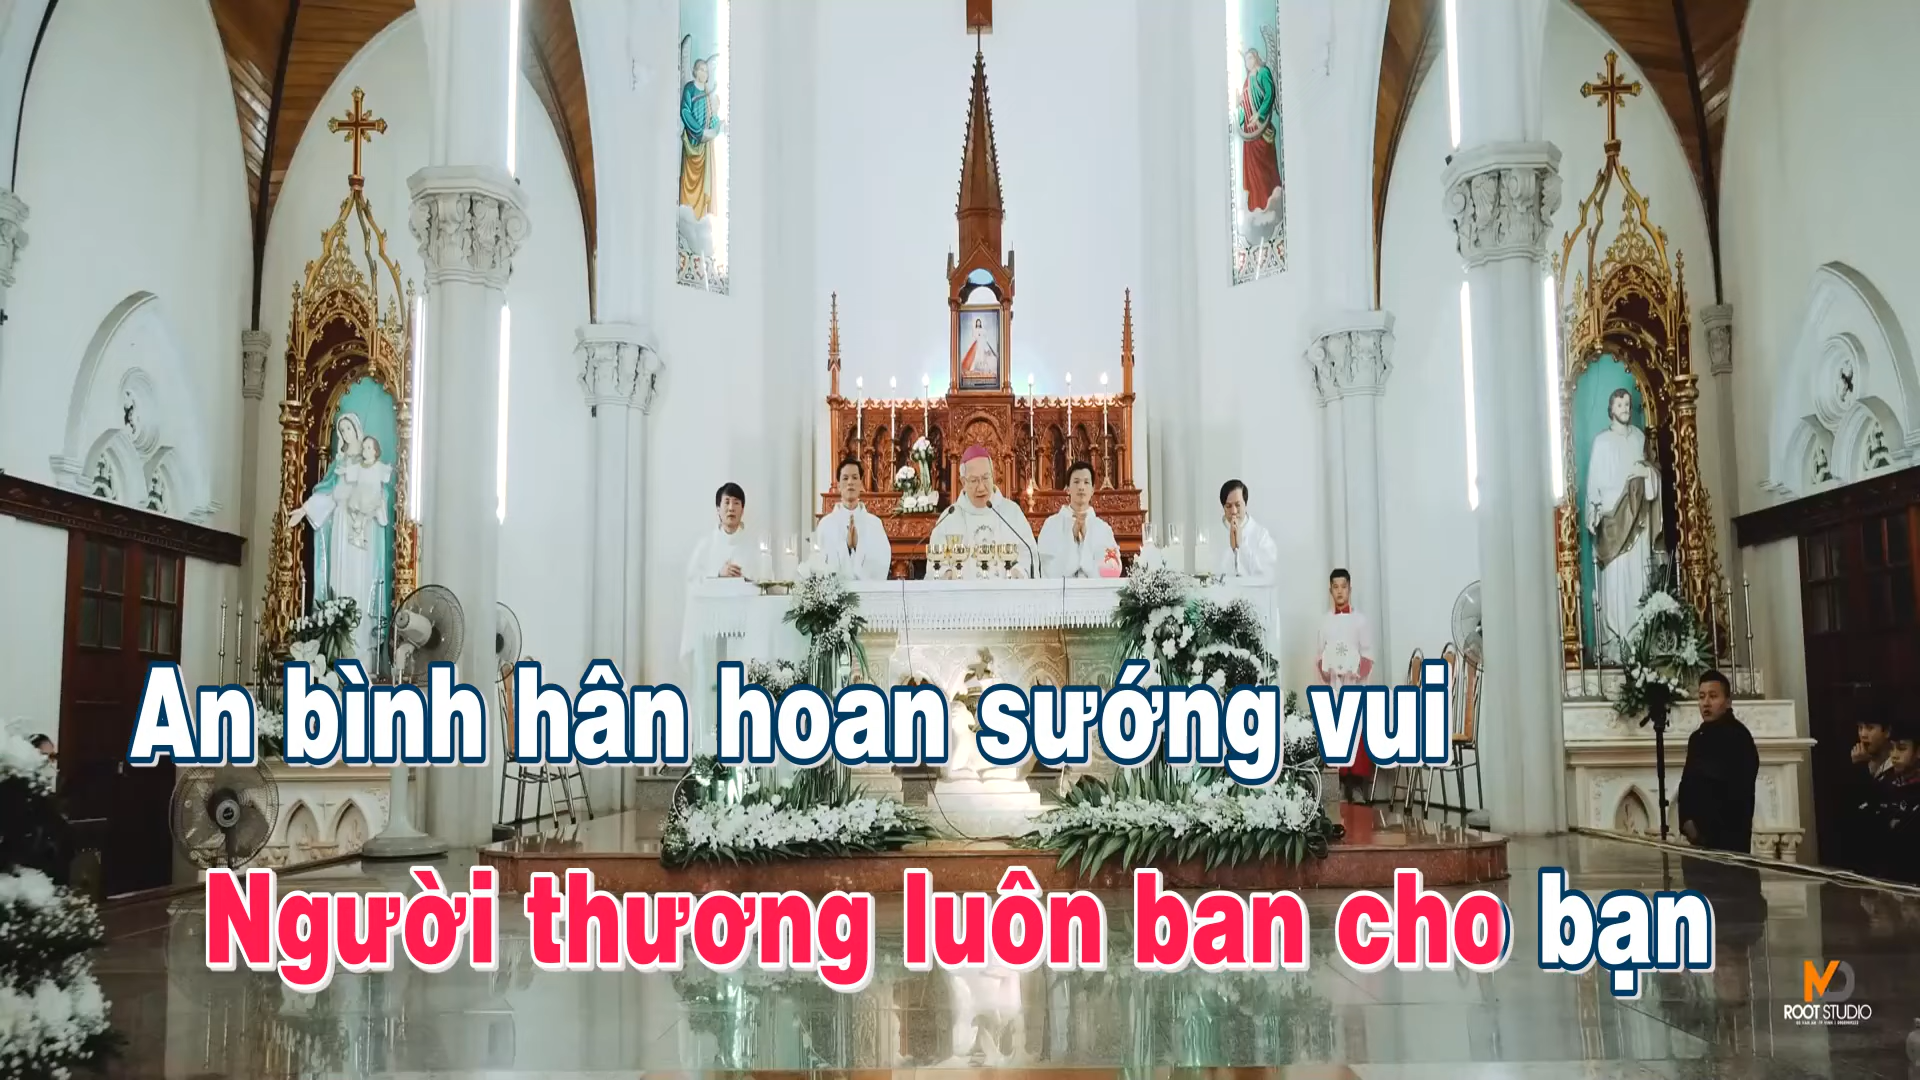 An bình hân hoan sướng vui
Người thương luôn ban cho bạn
ROOT STUDIO